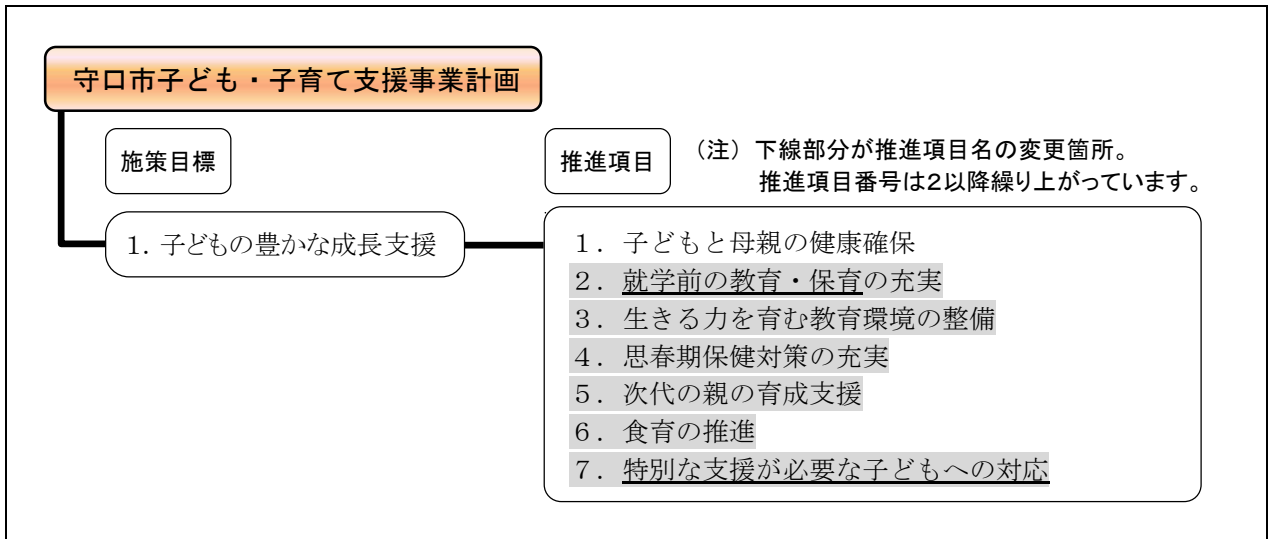 守口市子ども・子育て支援事業計画
施策目標
推進項目
（注）下線部分が推進項目名の変更箇所。
推進項目番号は２以降繰り上がっています。
1. 子どもの豊かな成長支援
１．子どもと母親の健康確保
２．就学前の教育・保育の充実
３．生きる力を育む教育環境の整備
４．思春期保健対策の充実
５．次代の親の育成支援
６．食育の推進
７．特別な支援が必要な子どもへの対応